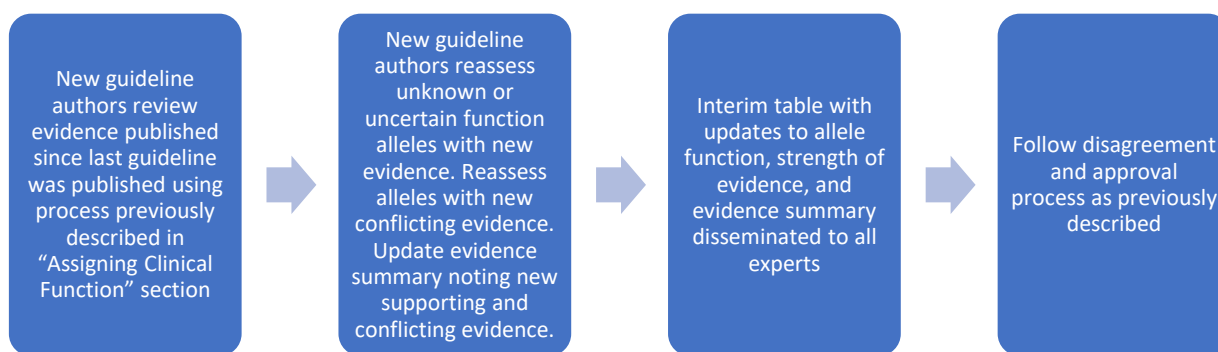 New guideline
authors review
evidence published
since last guideline
was published using
process previously
described in
“Assigning Clinical
Function” section
New guideline
authors reassess
unknown or
uncertain function
alleles with new
evidence. Reassess
alleles with new
conflicting evidence.
Update evidence
summary noting new
supporting and
conflicting evidence.
Interim table with
updates to allele
function, strength of
evidence, and
evidence summary
disseminated to all
experts
Follow disagreement
and approval
process as previously
described